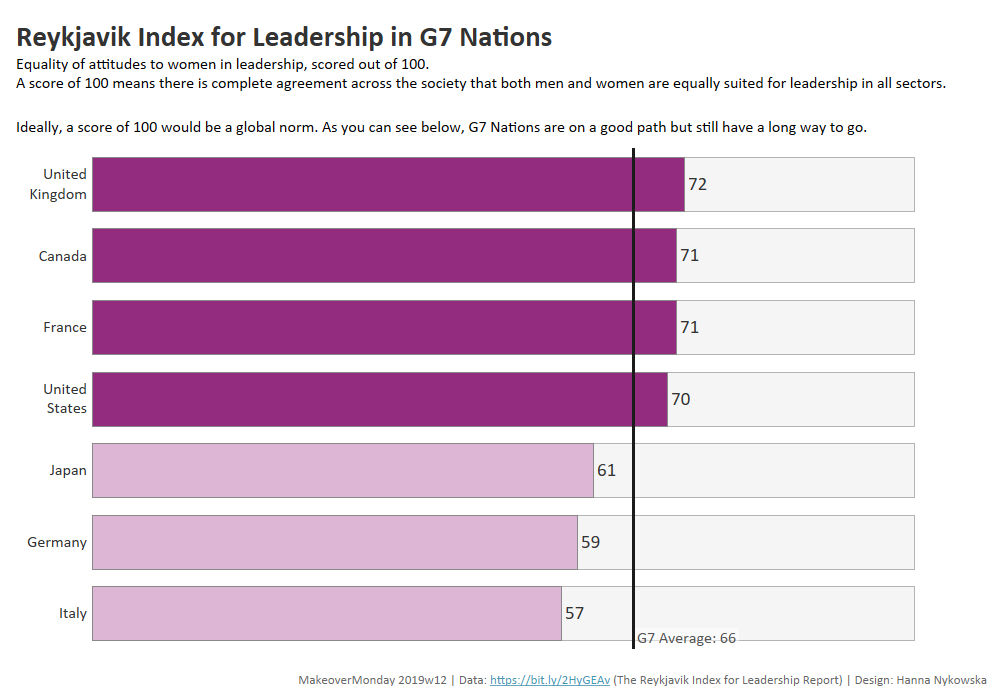 Reykjavik Index for Leadership in G7 Nations
Equality of attitudes to women in leadership, scored out of 100.
A score of 100 means there is complete agreement across the society that both men and women are equally suited for leadership in all sectors.
Ideally, a score of 100 would be a global norm. As you can see below, G7 Nations are on a good path but still have a long way to go.
United
Kingdom
72
Canada
71
France
71
United
States
70
Japan
61
Germany
59
Italy
57
G7 Average: 66
MakeoverMonday 2019w12 | Data: https://bit.ly/2HyGEAv (The Reykjavik Index for Leadership Report) | Design: Hanna Nykowska